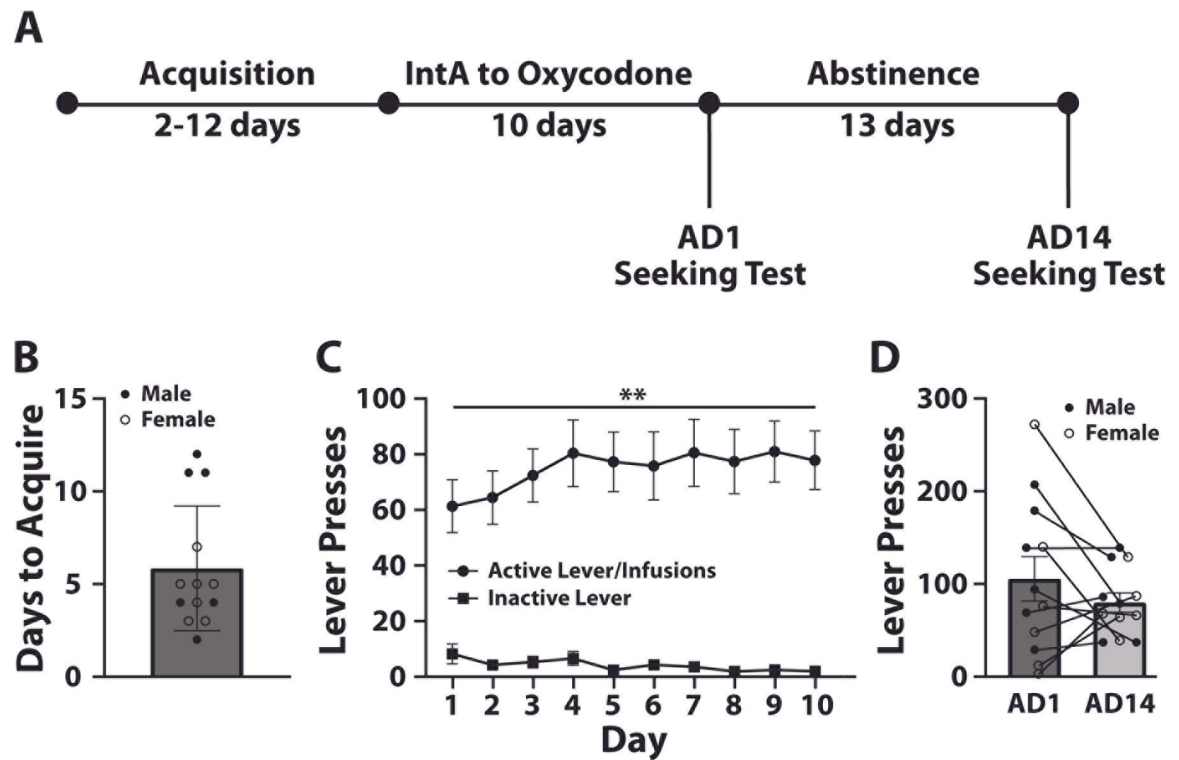 A
Acquisition
IntA to Oxycodone
Abstinence
2-12 days
10 days
13 days
AD1
Seeking Test
AD14
Seeking Test
B
Days to Acquire
15
10
5
0
Male
Female
C
Lever Presses
100
80
60
40
20
0
**
Active Lever/Infusions
Inactive Lever
1 2 3 4 5 6 7 8 9 10
Day
D
Lever Presses
300
200
100
0
Male
Female
AD1 AD14